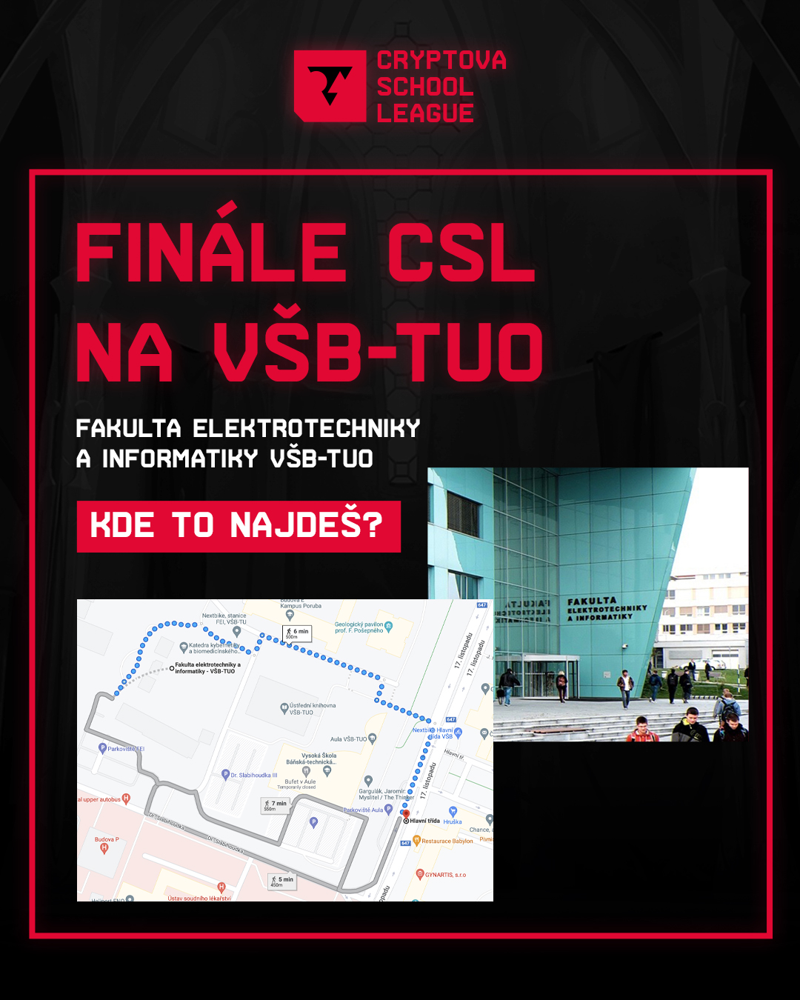 CRYPTOVA
SCHOOL
LEAGUE
FINÁLE CSL
NA VŠB-TUO
FAKULTA ELEKTROTECHNIKY
A INFORMATIKY VŠB-TUO
KDE TO NAJDEŠ?
FAKULTA
ELEKTROTECHNIKY
A INFORMATIKY
Budova E
Kampus Poruba
647
Nextbike, stanice
FEI, VŠB-TU
6 min
500m
Geologický pavilon
prof. F. Pošepného
Katedra kybernetiky
a biomedicínského...
Fakulta elektrotechniky a
informatiky - VŠB-TUO
17. listopadu
17. listopadu
Ústřední knihovna
VŠB-TUO
647
Nextbike Hlavní
třída VŠB
Aula VŠB-TUO
Parkoviště FEI
Vysoká Škola
Báňská-technická...
Hlavní tř.
Dr. Slabihoudka III
Bufet v Aule
Temporarily closed
17. listopadu
Gargulák, Jaromír:
Myslitel / The Thinker
al upper autobus
7 min
550m
Parkoviště Aula
Hlavní třída
Hruška
Dr. Slabihoudka
Chance, a
Budova P
Dr. Slabihoudka
647
Restaurace Babylon
Pivni
GYNARTIS, s.r.o
5 min
450m
Ústav soudního lékařství
Heliport FNO
opadu